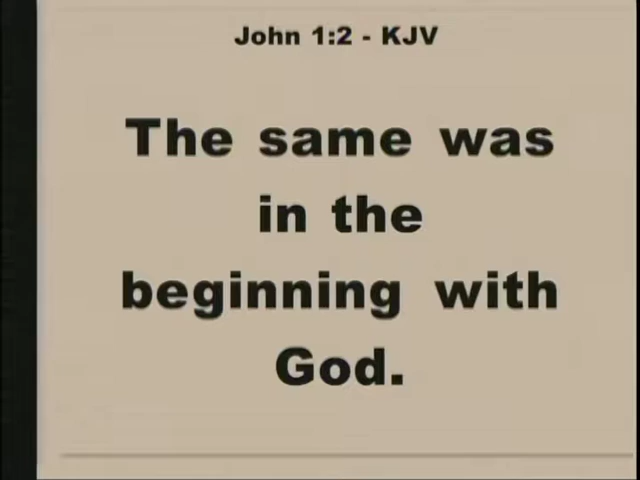 John 1:2 - KJV
The same was
in the
beginning with
God.